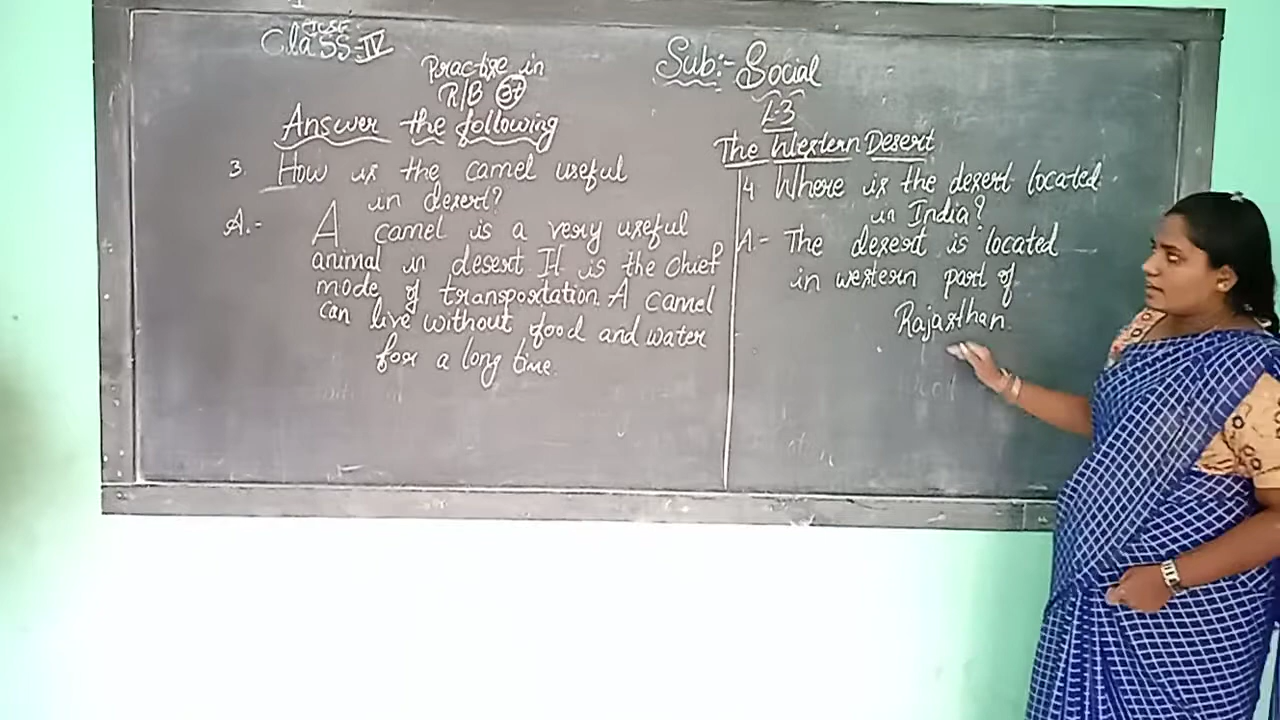 ICSE
Class-IV
Practise in
R/B 37
Answer the following
3. How is the camel useful
in desert?
A.- A camel is a very useful
animal in desert. It is the chief
mode of transportation. A camel
can live without food and water
for a long time.
Sub:- Social
L-3
The Western Desert
4. Where is the desert located
in India?
A- The desert is located
in western part of
Rajasthan.